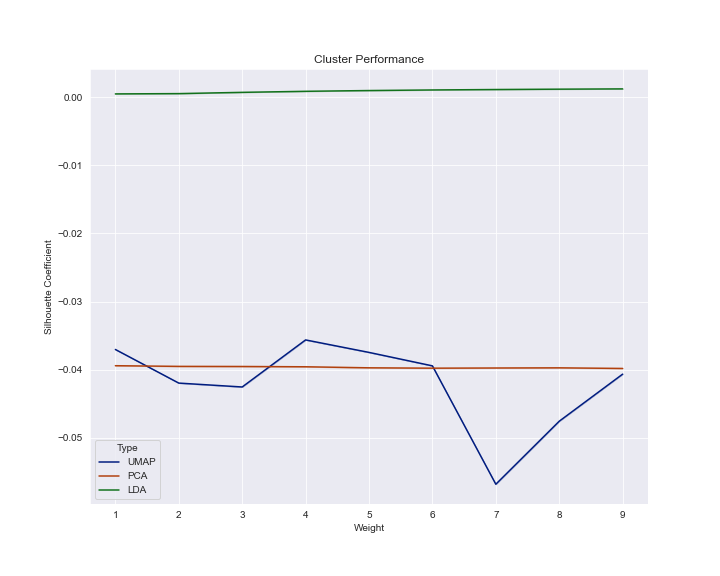 Cluster Performance
0.00
−0.01
−0.02
−0.03
−0.04
−0.05
Silhouette Coefficient
Type
UMAP
PCA
LDA
1 2 3 4 5 6 7 8 9
Weight